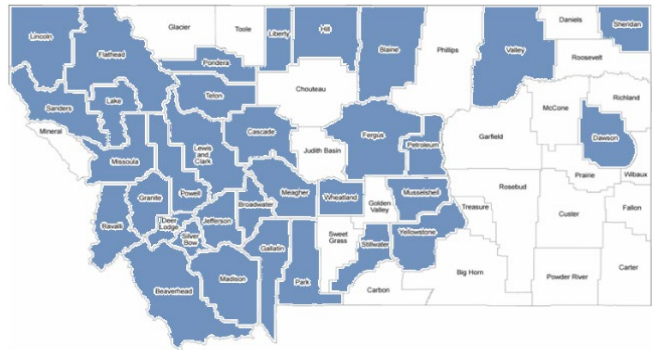 Lincoln
Flathead
Glacier
Toole
Liberty
Hill
Blaine
Phillips
Valley
Daniels
Sheridan
Roosevelt
Pondera
Teton
Chouteau
Sanders
Lake
Mineral
Missoula
Lewis
and
Clark
Cascade
Judith Basin
Fergus
Petroleum
Garfield
McCone
Richland
Dawson
Prairie
Wibaux
Granite
Powell
Ravalli
Deer
Lodge
Silver
Bow
Jefferson
Broadwater
Meagher
Wheatland
Golden
Valley
Musselshell
Treasure
Rosebud
Custer
Fallon
Sweet
Grass
Stillwater
Yellowstone
Beaverhead
Madison
Gallatin
Park
Carbon
Big Horn
Powder River
Carter